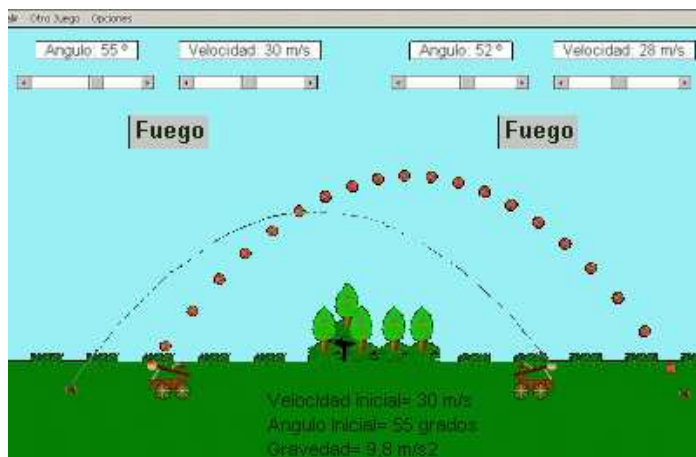 Otro Juego Opciones
Angulo: 55 º Velocidad: 30 m/s Angulo: 52 º Velocidad: 28 m/s
Fuego Fuego
Velocidad inicial= 30 m/s
Angulo inicial= 55 grados
Gravedad= 9,8 m/s2